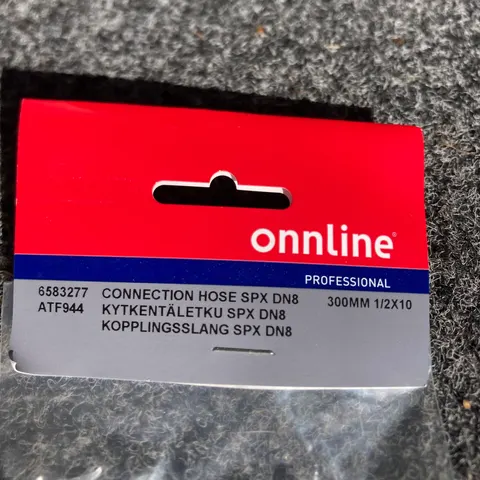 onnline®
PROFESSIONAL
6583277 CONNECTION HOSE SPX DN8 300MM 1/2X10
ATF944 KYTKENTÄLETKU SPX DN8
KOPPLINGSSLANG SPX DN8